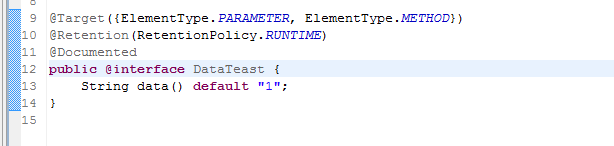 8
9 @Target({ElementType.PARAMETER, ElementType.METHOD})
10 @Retention(RetentionPolicy.RUNTIME)
11 @Documented
12 public @interface DataTeast {
13     String data() default "1";
14 }
15